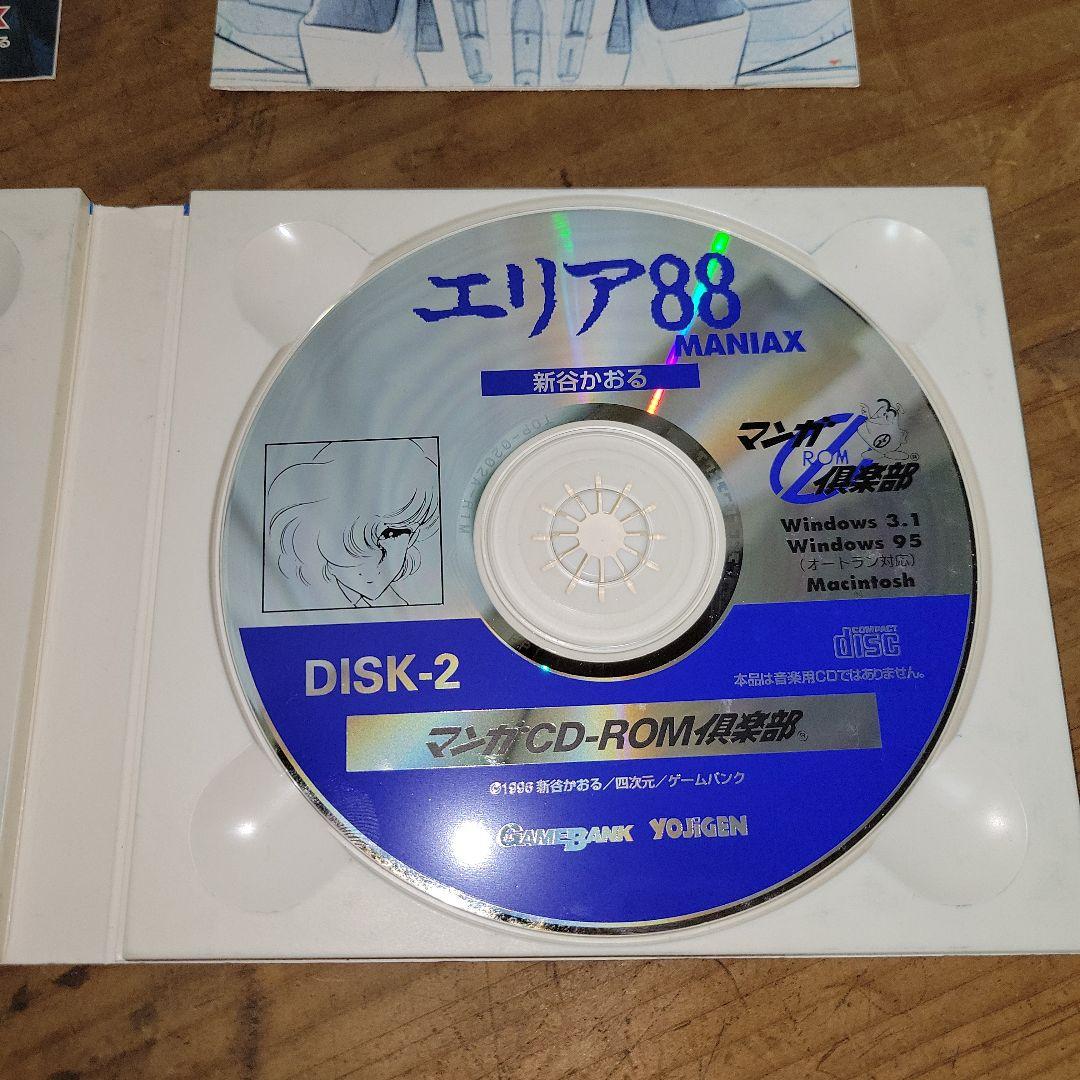 る
エリア88
MANIAX
新谷かおる
マンガ
ROM
倶楽部®
Windows 3.1
Windows 95
(オートラン対応)
Macintosh
DISK-2
COMPACT
disc
本品は音楽用CDではありません。
マンガCD-ROM倶楽部®
©1996 新谷かおる/四次元/ゲームバンク
GAMEBANK YOJIGEN